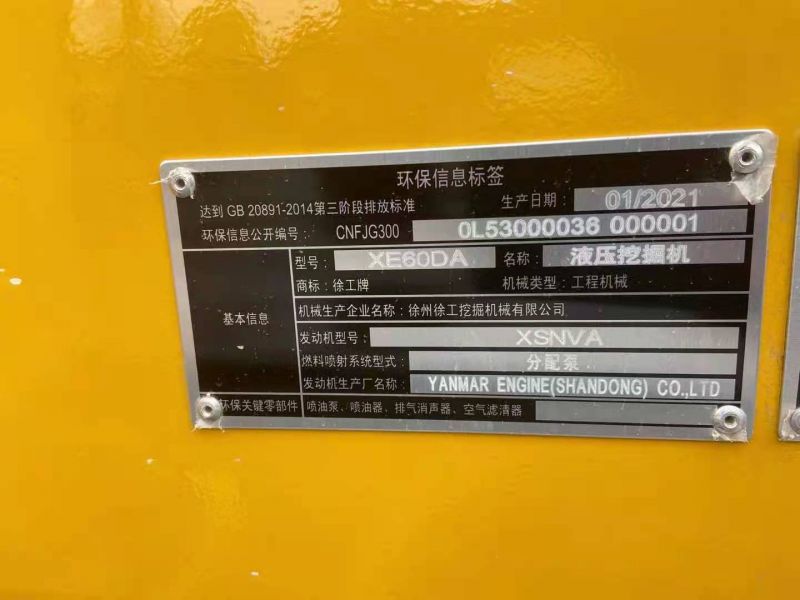 环保信息标签
达到 GB 20891-2014第三阶段排放标准 生产日期: 01/2021
环保信息公开编号: CNFJG300 0L53000036 000001
基本信息
型号: XE60DA 名称: 液压挖掘机
商标: 徐工牌 机械类型: 工程机械
机械生产企业名称: 徐州徐工挖掘机械有限公司
发动机型号: XSNVA
燃料喷射系统型式: 分配泵
发动机生产厂名称: YANMAR ENGINE(SHANDONG) CO.,LTD
环保关键零部件 喷油泵、喷油器、排气消声器、空气滤清器